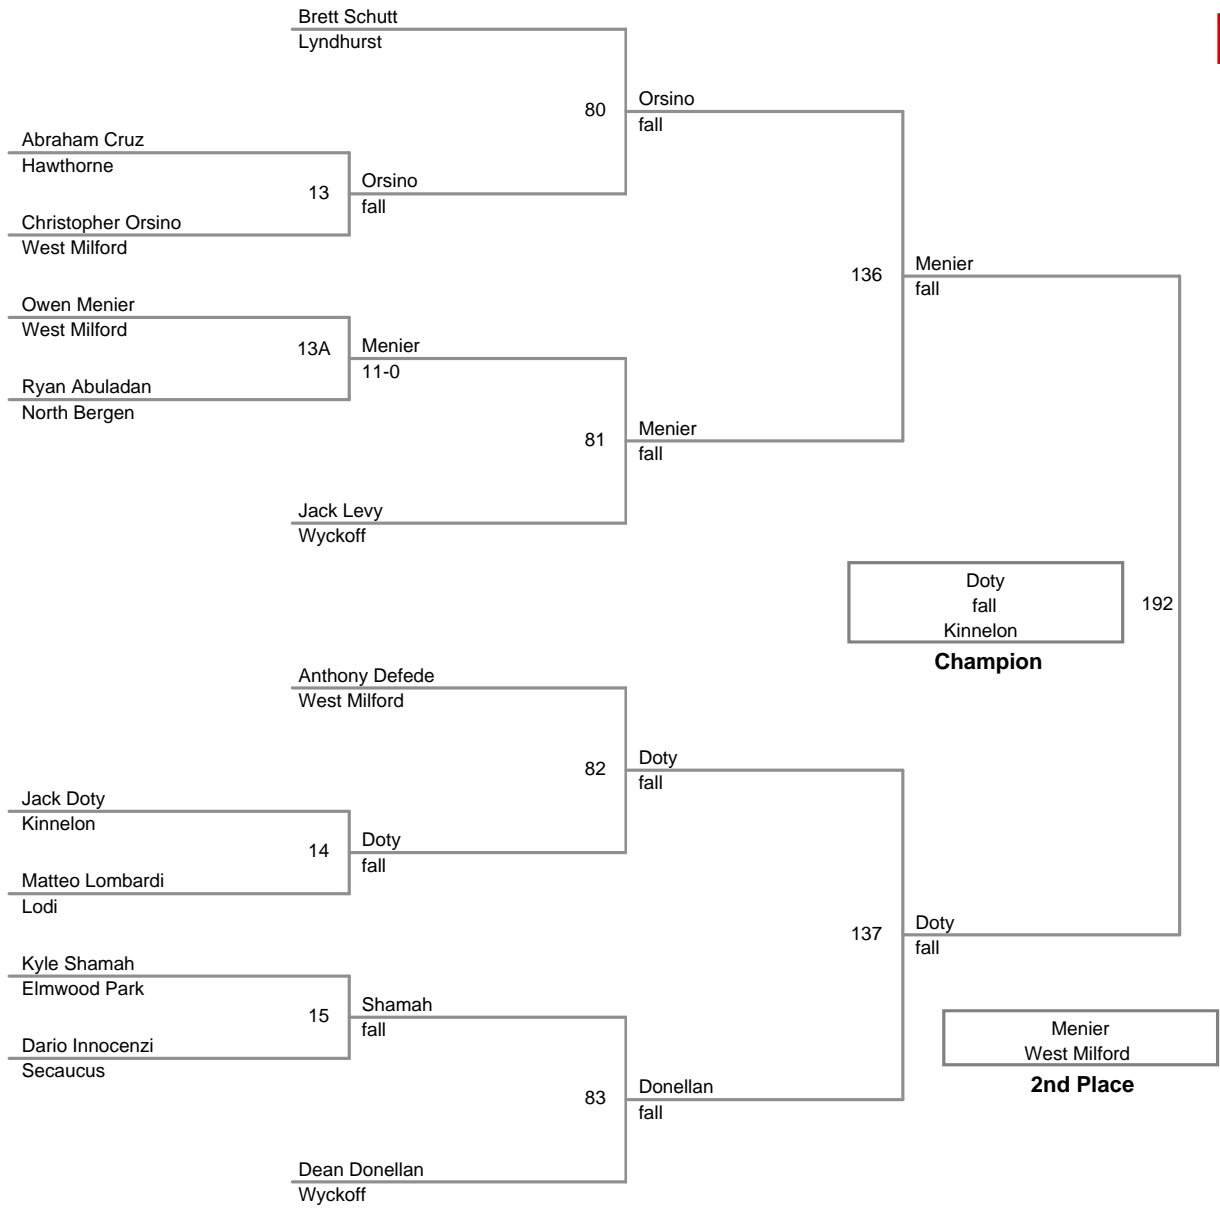 Brett Schutt
Lyndhurst
80
Orsino
fall
Abraham Cruz
Hawthorne
13
Orsino
fall
Christopher Orsino
West Milford
136
Menier
fall
Owen Menier
West Milford
13A
Menier
11-0
Ryan Abuladan
North Bergen
81
Menier
fall
Jack Levy
Wyckoff
Doty
fall
Kinnelon
Champion
192
Anthony Defede
West Milford
82
Doty
fall
Jack Doty
Kinnelon
14
Doty
fall
Matteo Lombardi
Lodi
137
Doty
fall
Kyle Shamah
Elmwood Park
15
Shamah
fall
Dario Innocenzi
Secaucus
Menier
West Milford
2nd Place
83
Donellan
fall
Dean Donellan
Wyckoff